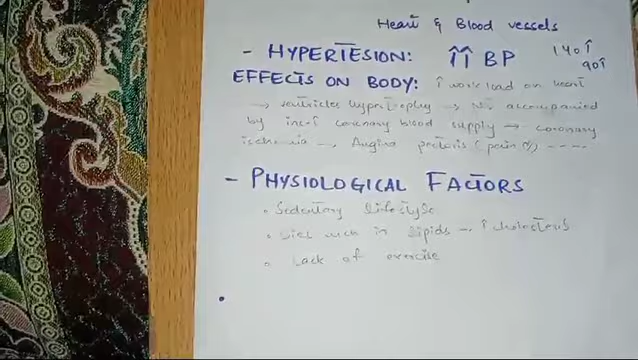 Heart & Blood vessels
- HYPERTESION: ⇈ BP 140↑
90↑
EFFECTS ON BODY: ↑ work load on heart
→ ventricles hypertrophy → Not accompanied
by inc. in coronary blood supply → coronary
ischemia → Angina pectoris (pain) ----
- PHYSIOLOGICAL FACTORS
• Sedentary lifestyle
• Diet rich in lipids → ↑ cholesterol
• Lack of exercise